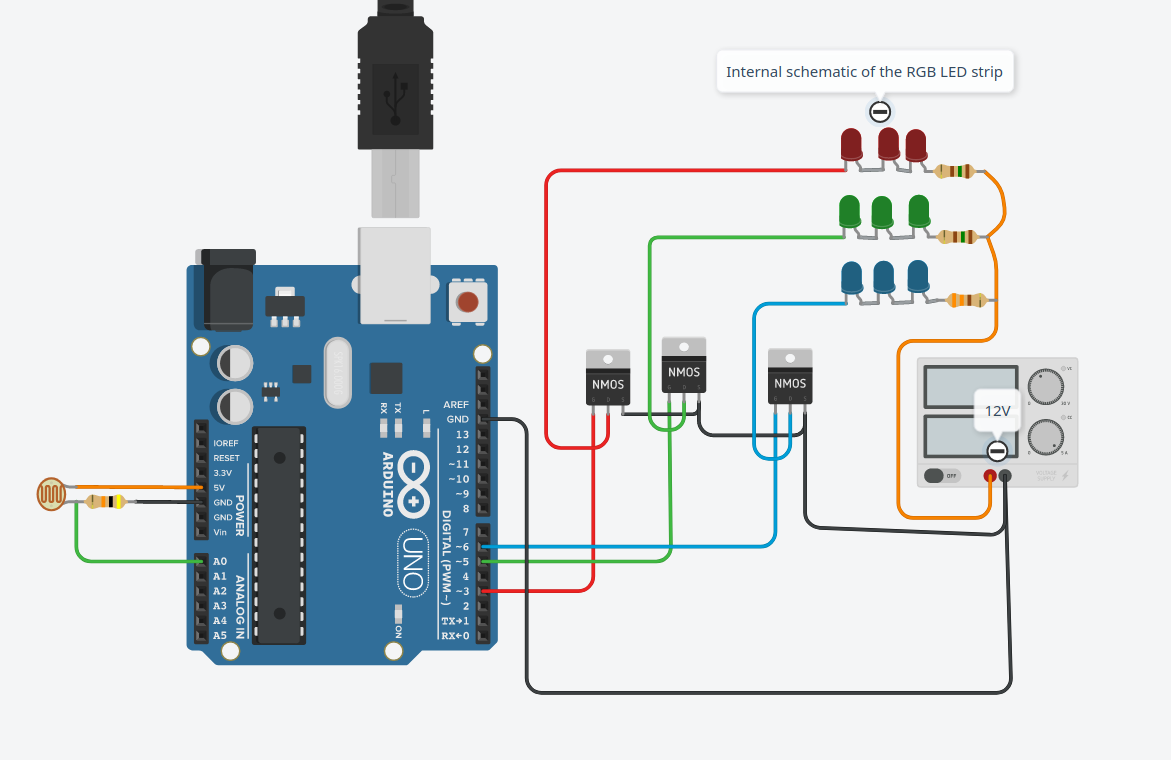 Internal schematic of the RGB LED strip
AREF
GND
13
12
~11
~10
~9
8
7
~6
~5
4
~3
2
TX→1
RX←0
DIGITAL (PWM~)
RX
TX
L
ARDUINO
UNO
ON
IOREF
RESET
3.3V
5V
GND
GND
Vin
POWER
A0
A1
A2
A3
A4
A5
ANALOG IN
NMOS
NMOS
NMOS
12V
OFF